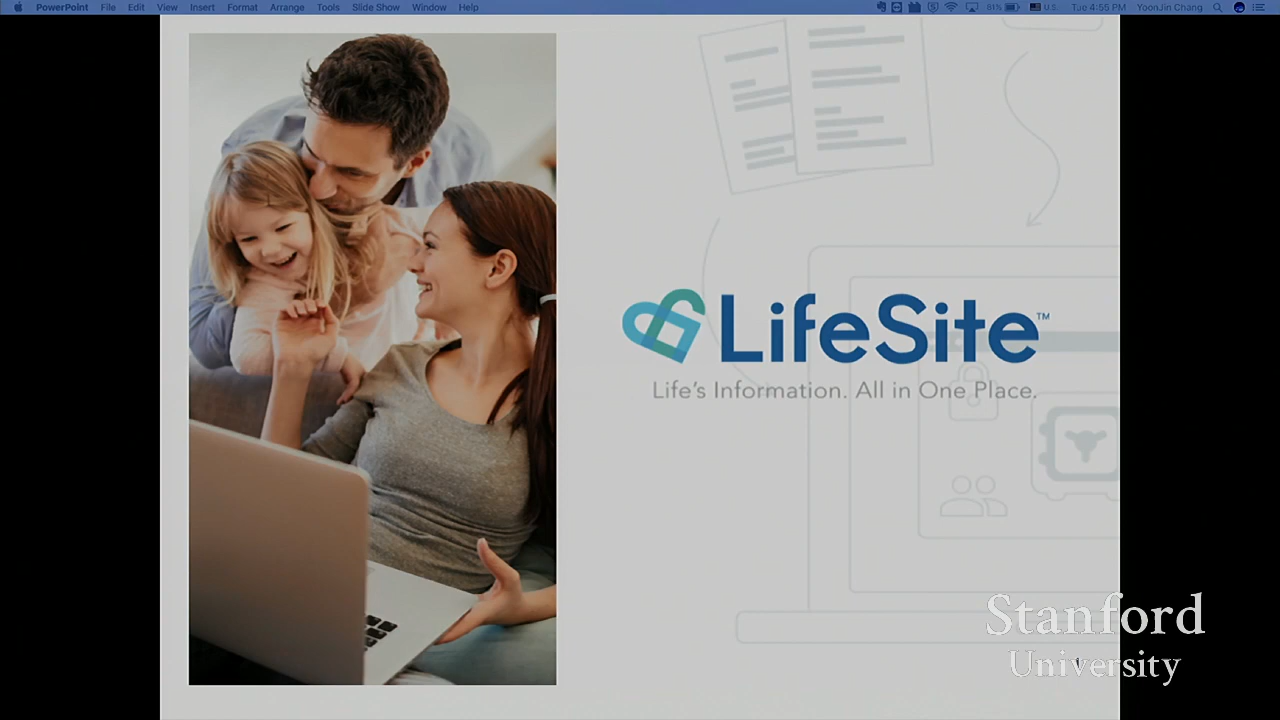 PowerPoint File Edit View Insert Format Arrange Tools Slide Show Window Help 81% U.S. Tue 4:55 PM YoonJin Chang
LifeSite™
Life's Information. All in One Place.
Stanford
University